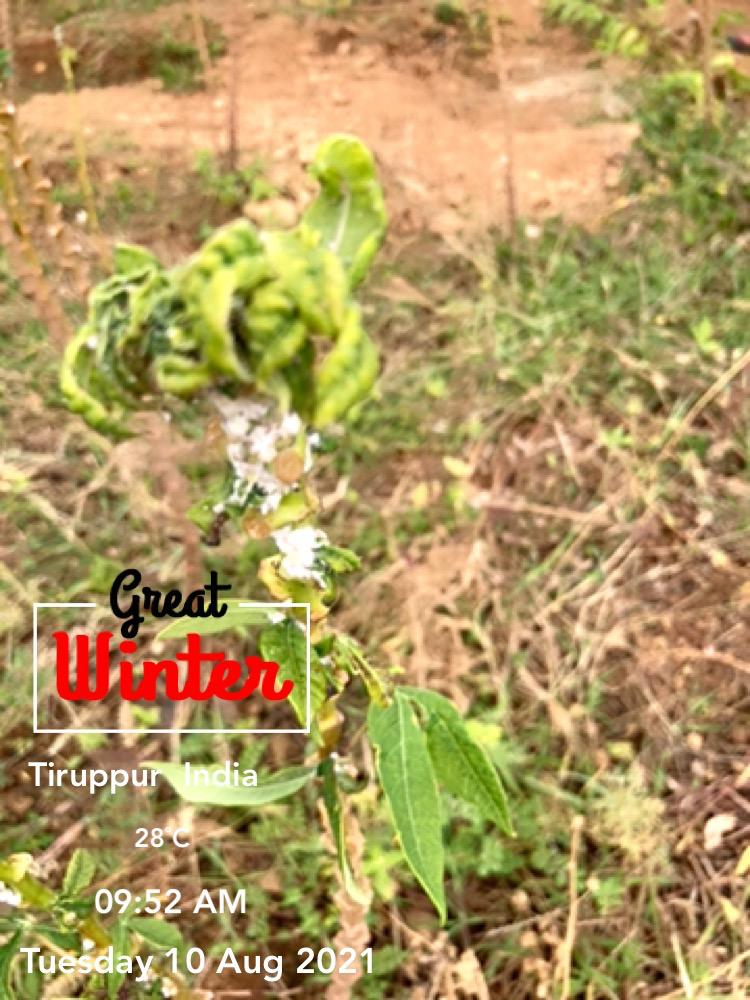 Great
Winter
Tiruppur India
28°C
09:52 AM
Tuesday 10 Aug 2021